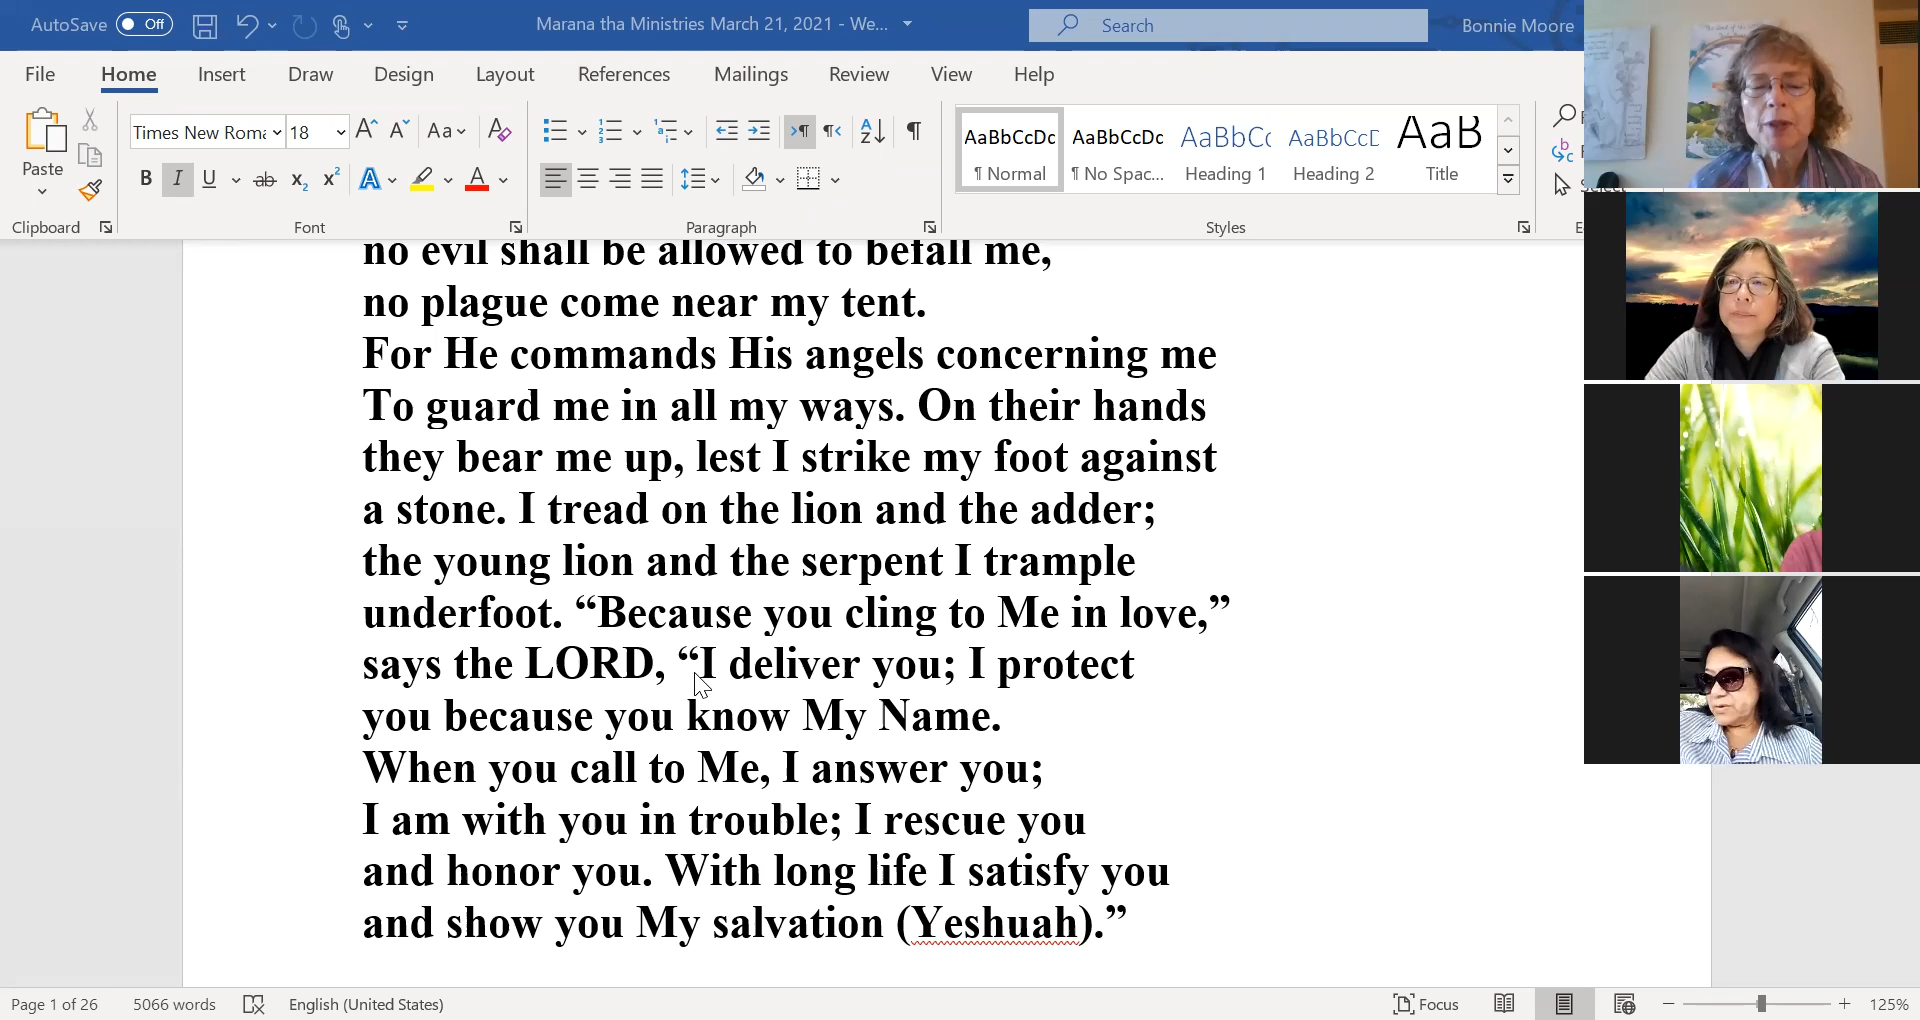 AutoSave Off Marana tha Ministries March 21, 2021 - We... Search Bonnie Moore
File Home Insert Draw Design Layout References Mailings Review View Help
Times New Roma 18 Aa
AaBbCcDc AaBbCcDc AaBbCc AaBbCcD AaB
Paste B I U ab x₂ x² A A
¶ Normal ¶ No Spac... Heading 1 Heading 2 Title
Clipboard Font Paragraph Styles
no evil shall be allowed to befall me,
no plague come near my tent.
For He commands His angels concerning me
To guard me in all my ways. On their hands
they bear me up, lest I strike my foot against
a stone. I tread on the lion and the adder;
the young lion and the serpent I trample
underfoot. “Because you cling to Me in love,”
says the LORD, “I deliver you; I protect
you because you know My Name.
When you call to Me, I answer you;
I am with you in trouble; I rescue you
and honor you. With long life I satisfy you
and show you My salvation (Yeshuah).”
Page 1 of 26 5066 words English (United States) Focus 125%